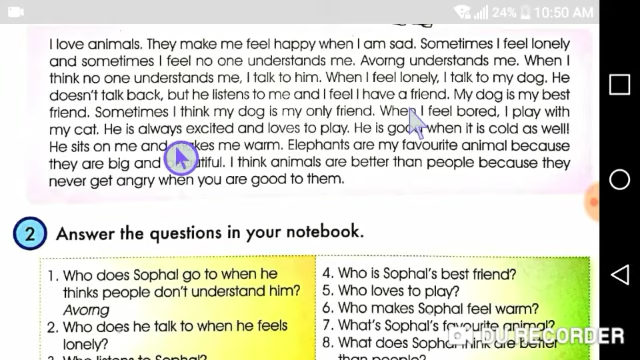 24% 10:50 AM
I love animals. They make me feel happy when I am sad. Sometimes I feel lonely
and sometimes I feel no one understands me. Avorng understands me. When I
think no one understands me, I talk to him. When I feel lonely, I talk to my dog. He
doesn't talk back, but he listens to me and I feel I have a friend. My dog is my best
friend. Sometimes I think my dog is my only friend. When I feel bored, I play with
my cat. He is always excited and loves to play. He is good when it is cold as well!
He sits on me and makes me warm. Elephants are my favourite animal because
they are big and beautiful. I think animals are better than people because they
never get angry when you are good to them.
2 Answer the questions in your notebook.
1. Who does Sophal go to when he
thinks people don't understand him?
Avorng
2. Who does he talk to when he feels
lonely?
3. Who listens to Sophal?
4. Who is Sophal's best friend?
5. Who loves to play?
6. Who makes Sophal feel warm?
7. What's Sophal's favourite animal?
8. What does Sophal think are better
than people?
DU RECORDER